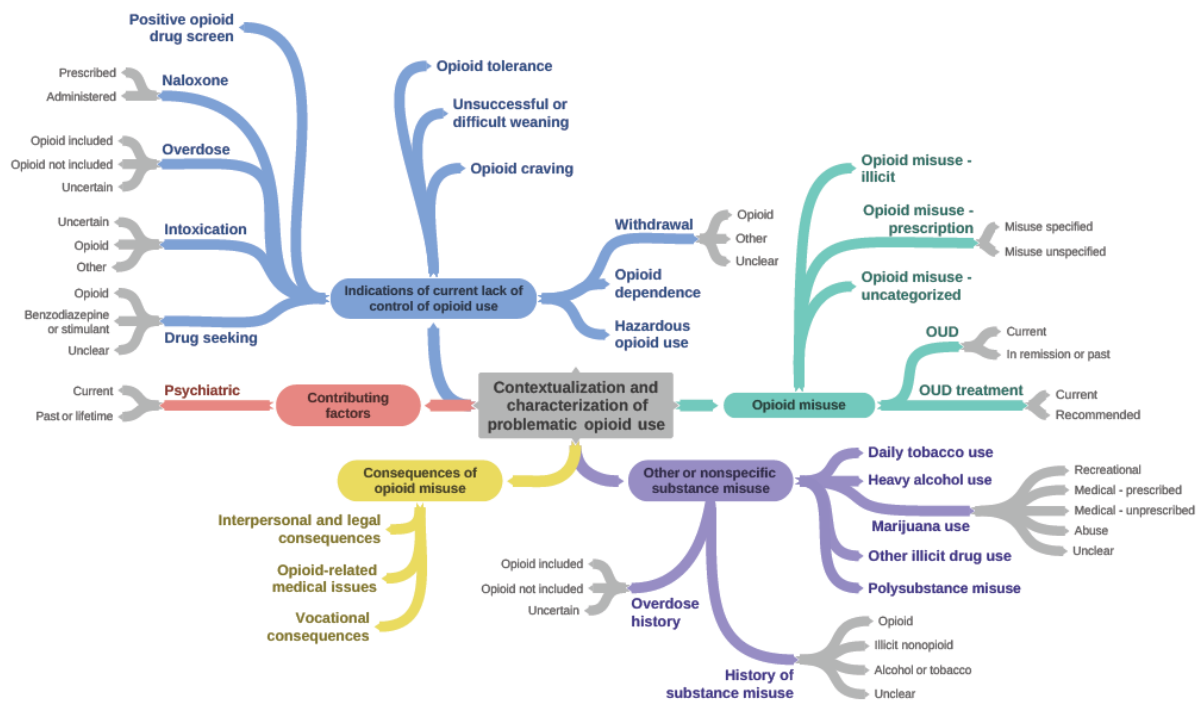 Positive opioid
drug screen
Prescribed
Administered
Naloxone
Opioid included
Opioid not included
Uncertain
Overdose
Uncertain
Opioid
Other
Intoxication
Opioid
Benzodiazepine
or stimulant
Unclear
Drug seeking
Opioid tolerance
Unsuccessful or
difficult weaning
Opioid craving
Indications of current lack of
control of opioid use
Withdrawal
Opioid
Other
Unclear
Opioid
dependence
Hazardous
opioid use
Opioid misuse -
illicit
Opioid misuse -
prescription
Misuse specified
Misuse unspecified
Opioid misuse -
uncategorized
OUD
Current
In remission or past
OUD treatment
Current
Recommended
Opioid misuse
Current
Past or lifetime
Psychiatric
Contributing
factors
Contextualization and
characterization of
problematic opioid use
Consequences of
opioid misuse
Interpersonal and legal
consequences
Opioid-related
medical issues
Vocational
consequences
Other or nonspecific
substance misuse
Daily tobacco use
Heavy alcohol use
Marijuana use
Recreational
Medical - prescribed
Medical - unprescribed
Abuse
Unclear
Other illicit drug use
Polysubstance misuse
Opioid included
Opioid not included
Uncertain
Overdose
history
History of
substance misuse
Opioid
Illicit nonopioid
Alcohol or tobacco
Unclear